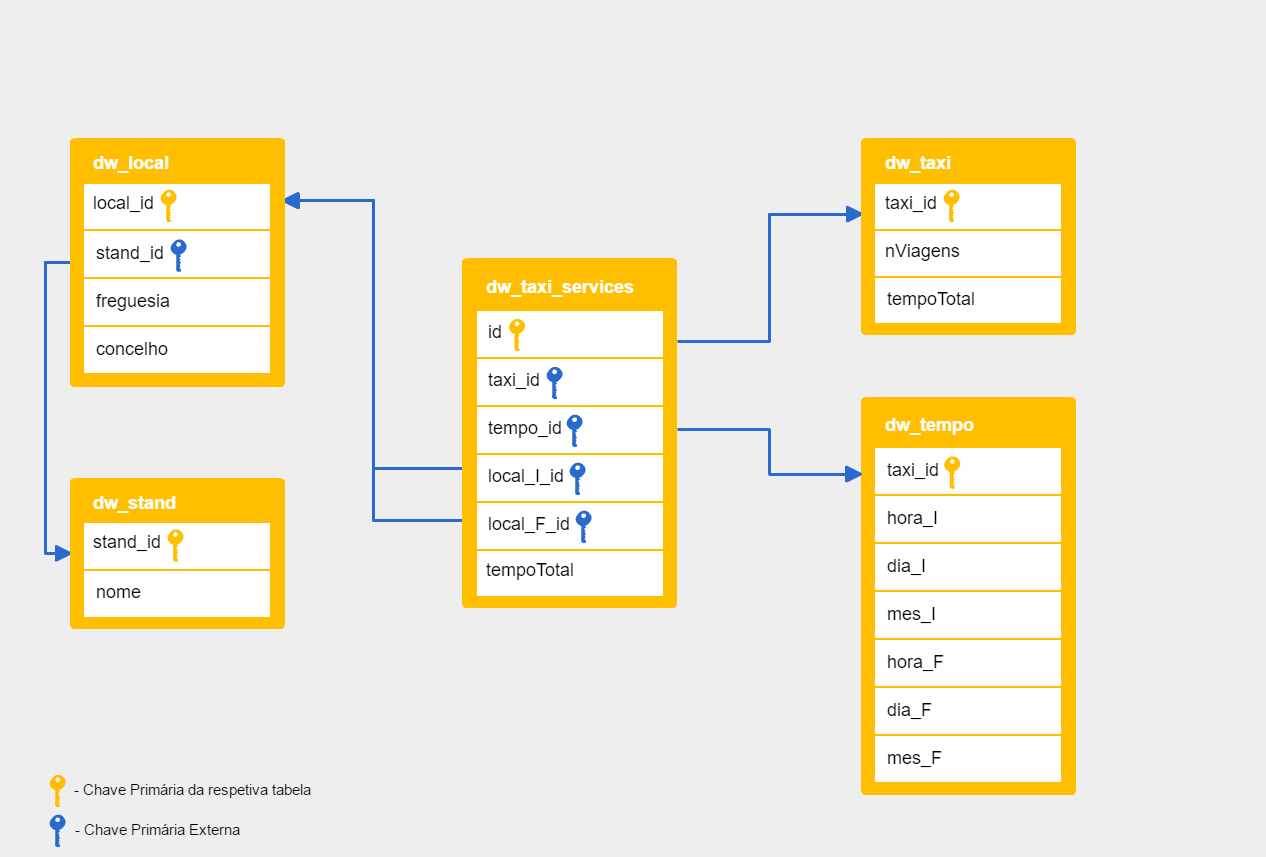 dw_local
local_id
stand_id
freguesia
concelho
dw_stand
stand_id
nome
dw_taxi_services
id
taxi_id
tempo_id
local_I_id
local_F_id
tempoTotal
dw_taxi
taxi_id
nViagens
tempoTotal
dw_tempo
taxi_id
hora_I
dia_I
mes_I
hora_F
dia_F
mes_F
- Chave Primária da respetiva tabela
- Chave Primária Externa